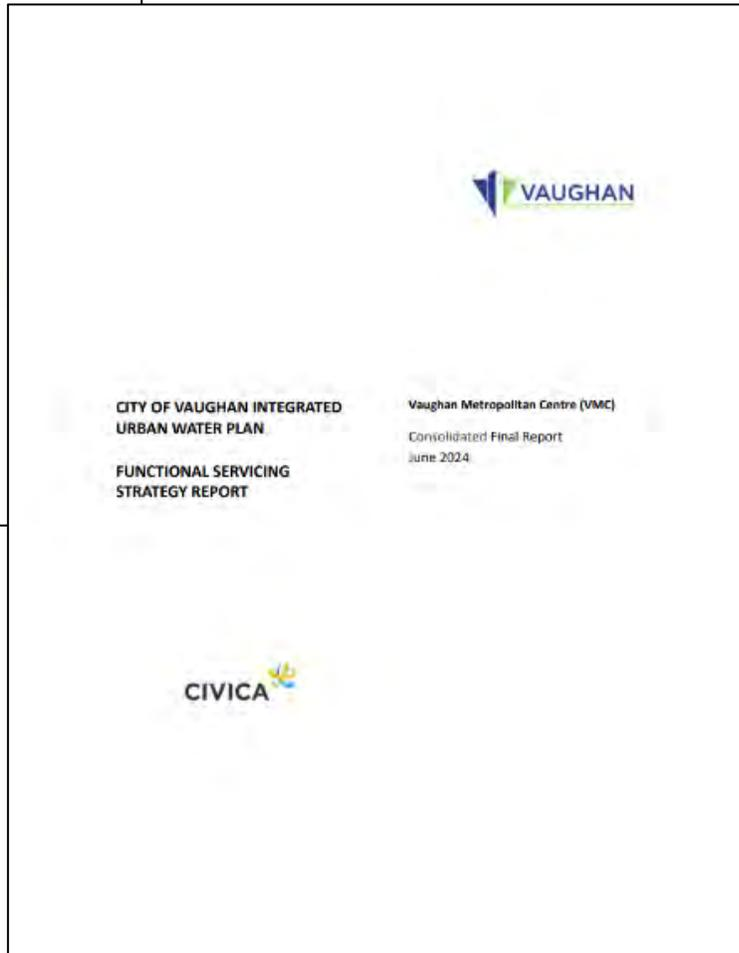 VAUGHAN
CITY OF VAUGHAN INTEGRATED
URBAN WATER PLAN
FUNCTIONAL SERVICING
STRATEGY REPORT
Vaughan Metropolitan Centre (VMC)
Consolidated Final Report
June 2024
CIVICA